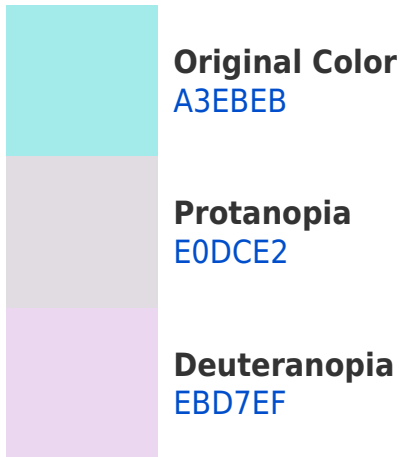 Original Color
A3EBEB
Protanopia
E0DCE2
Deuteranopia
EBD7EF